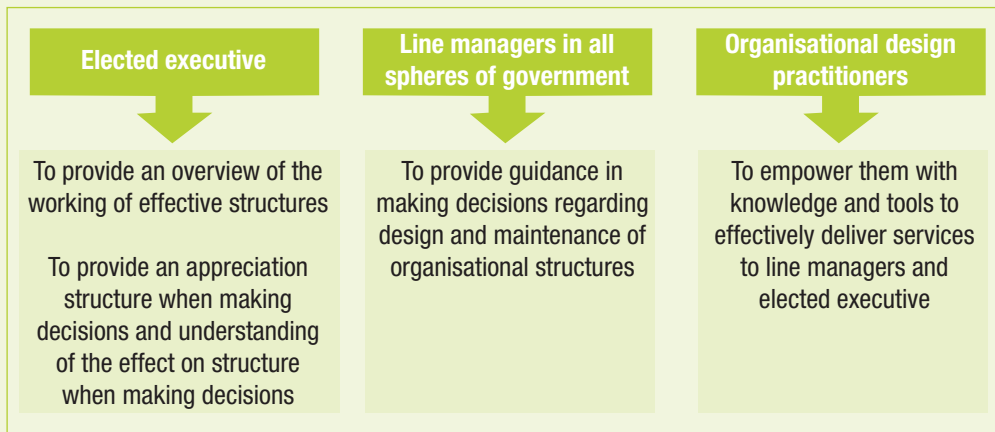 Elected executive
To provide an overview of the
working of effective structures
To provide an appreciation
structure when making
decisions and understanding
of the effect on structure
when making decisions
Line managers in all
spheres of government
To provide guidance in
making decisions regarding
design and maintenance of
organisational structures
Organisational design
practitioners
To empower them with
knowledge and tools to
effectively deliver services
to line managers and
elected executive